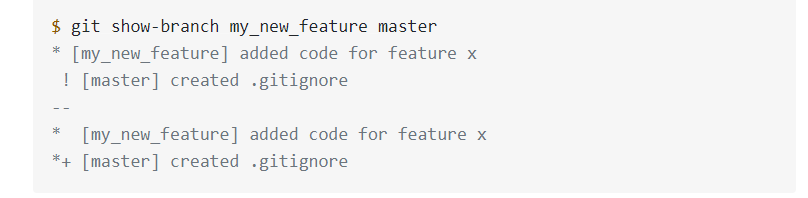 $ git show-branch my_new_feature master
* [my_new_feature] added code for feature x
 ! [master] created .gitignore
--
*  [my_new_feature] added code for feature x
*+ [master] created .gitignore